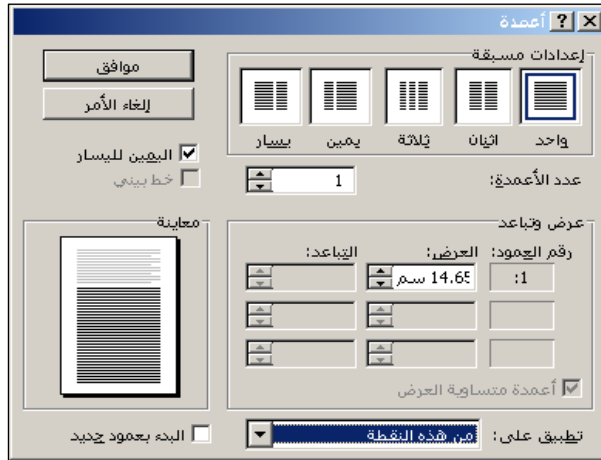 أعمدة
إعدادات مسبقة
واحد اثنان ثلاثة يمين يسار
موافق
إلغاء الأمر
اليمين لليسار
خط بيني
عدد الأعمدة: 1
عرض وتباعد
رقم العمود: العرض: التباعد:
1: 14.65 سم
أعمدة متساوية العرض
معاينة
تطبيق على: من هذه النقطة
البدء بعمود جديد